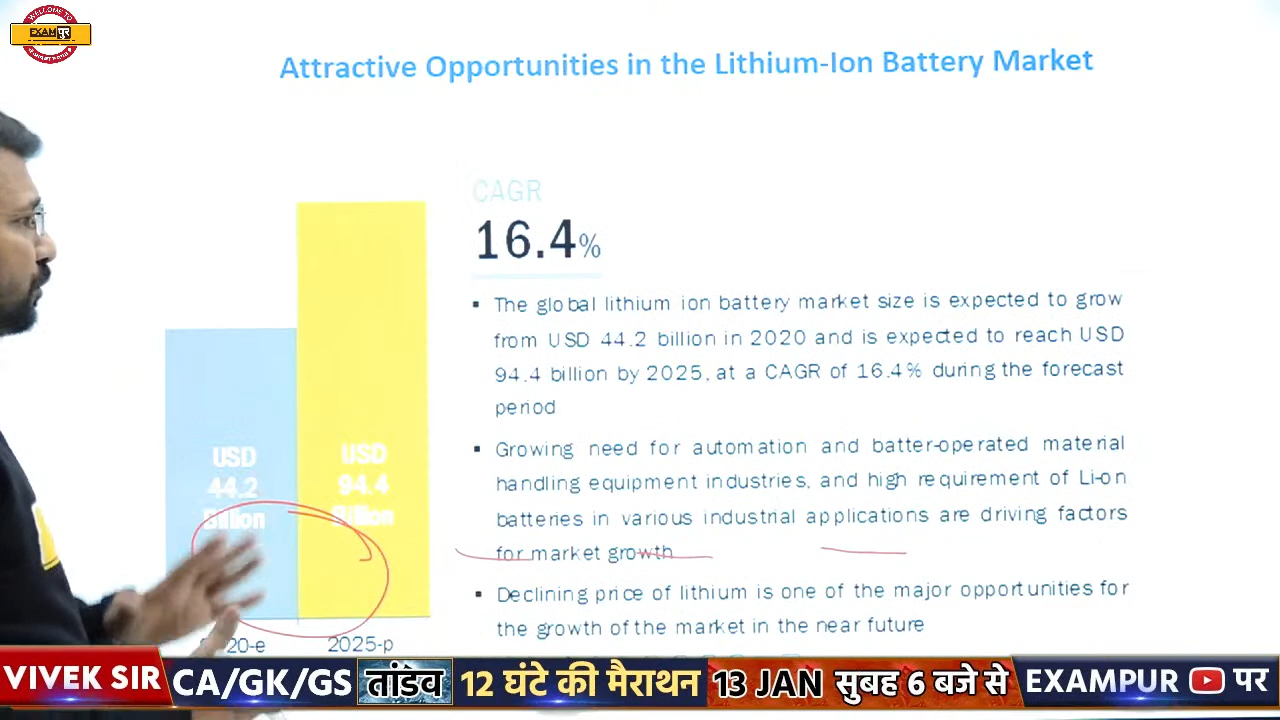 WELCOME TO
EXAMपुर
Attractive Opportunities in the Lithium-Ion Battery Market
CAGR
16.4%
▪ The global lithium ion battery market size is expected to grow
from USD 44.2 billion in 2020 and is expected to reach USD
94.4 billion by 2025, at a CAGR of 16.4% during the forecast
period
▪ Growing need for automation and batter-operated material
handling equipment industries, and high requirement of Li-on
batteries in various industrial applications are driving factors
for market growth
▪ Declining price of lithium is one of the major opportunities for
the growth of the market in the near future
USD
44.2
Billion
USD
94.4
Billion
20-e
2025-p
VIVEK SIR
CA/GK/GS
तांडव
12 घंटे की मैराथन
13 JAN सुबह 6 बजे से
EXAMPUR पर